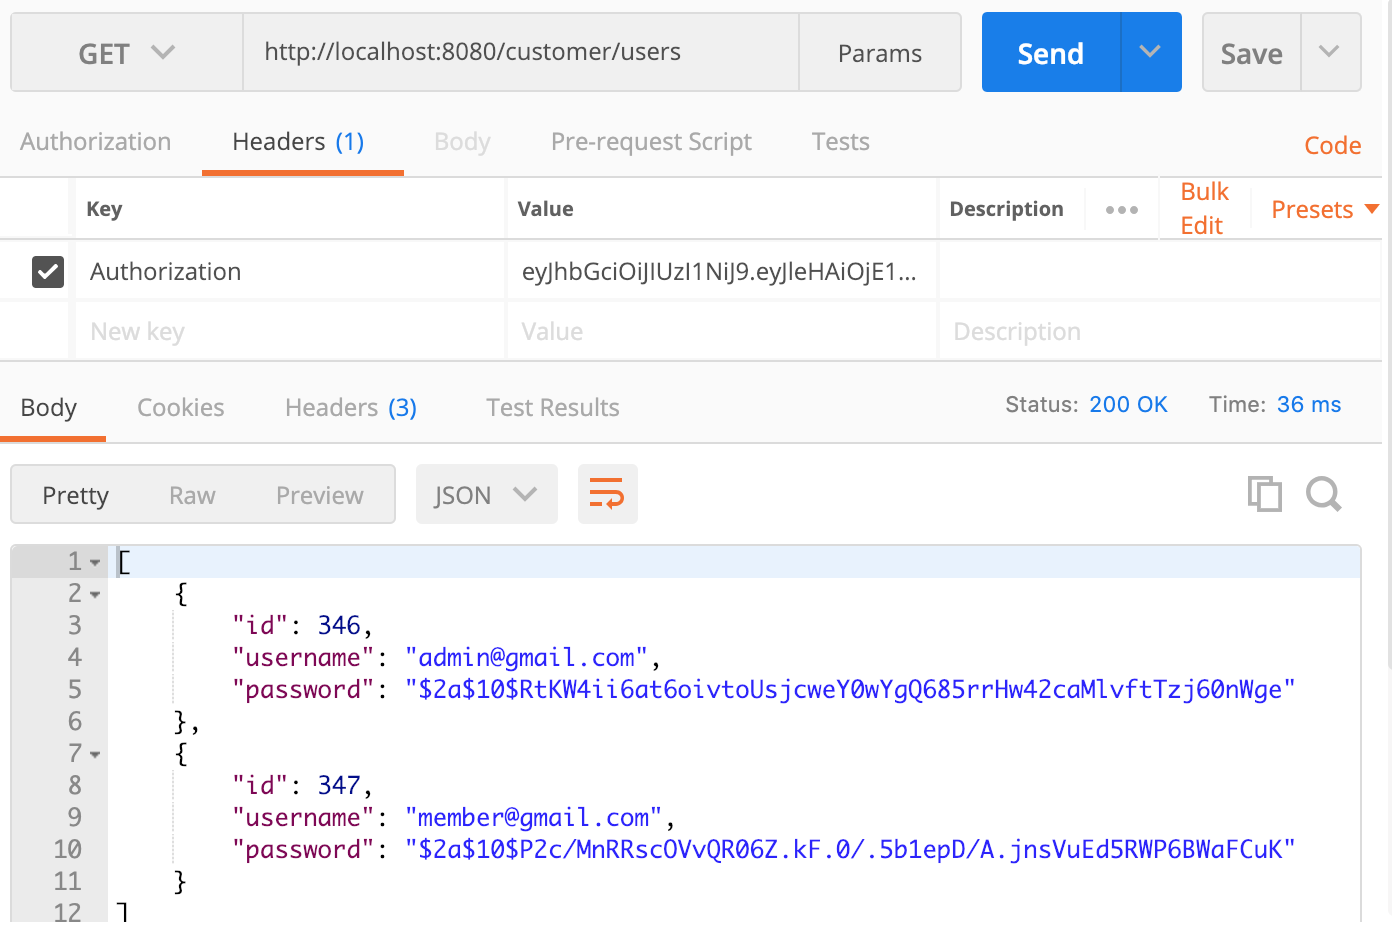 GET http://localhost:8080/customer/users Params Send Save
Authorization Headers (1) Body Pre-request Script Tests Code
Key Value Description ••• Bulk Edit Presets
Authorization eyJhbGciOiJIUzI1NiJ9.eyJleHAiOjE1...
New key Value Description
Body Cookies Headers (3) Test Results Status: 200 OK Time: 36 ms
Pretty Raw Preview JSON
1 [
2 {
3 "id": 346,
4 "username": "admin@gmail.com",
5 "password": "$2a$10$RtKW4ii6at6oivtoUsjcweY0wYgQ685rrHw42caMlvftTzj60nWge"
6 },
7 {
8 "id": 347,
9 "username": "member@gmail.com",
10 "password": "$2a$10$P2c/MnRRscOVvQR06Z.kF.0/.5b1epD/A.jnsVuEd5RWP6BWaFCuK"
11 }
12 ]